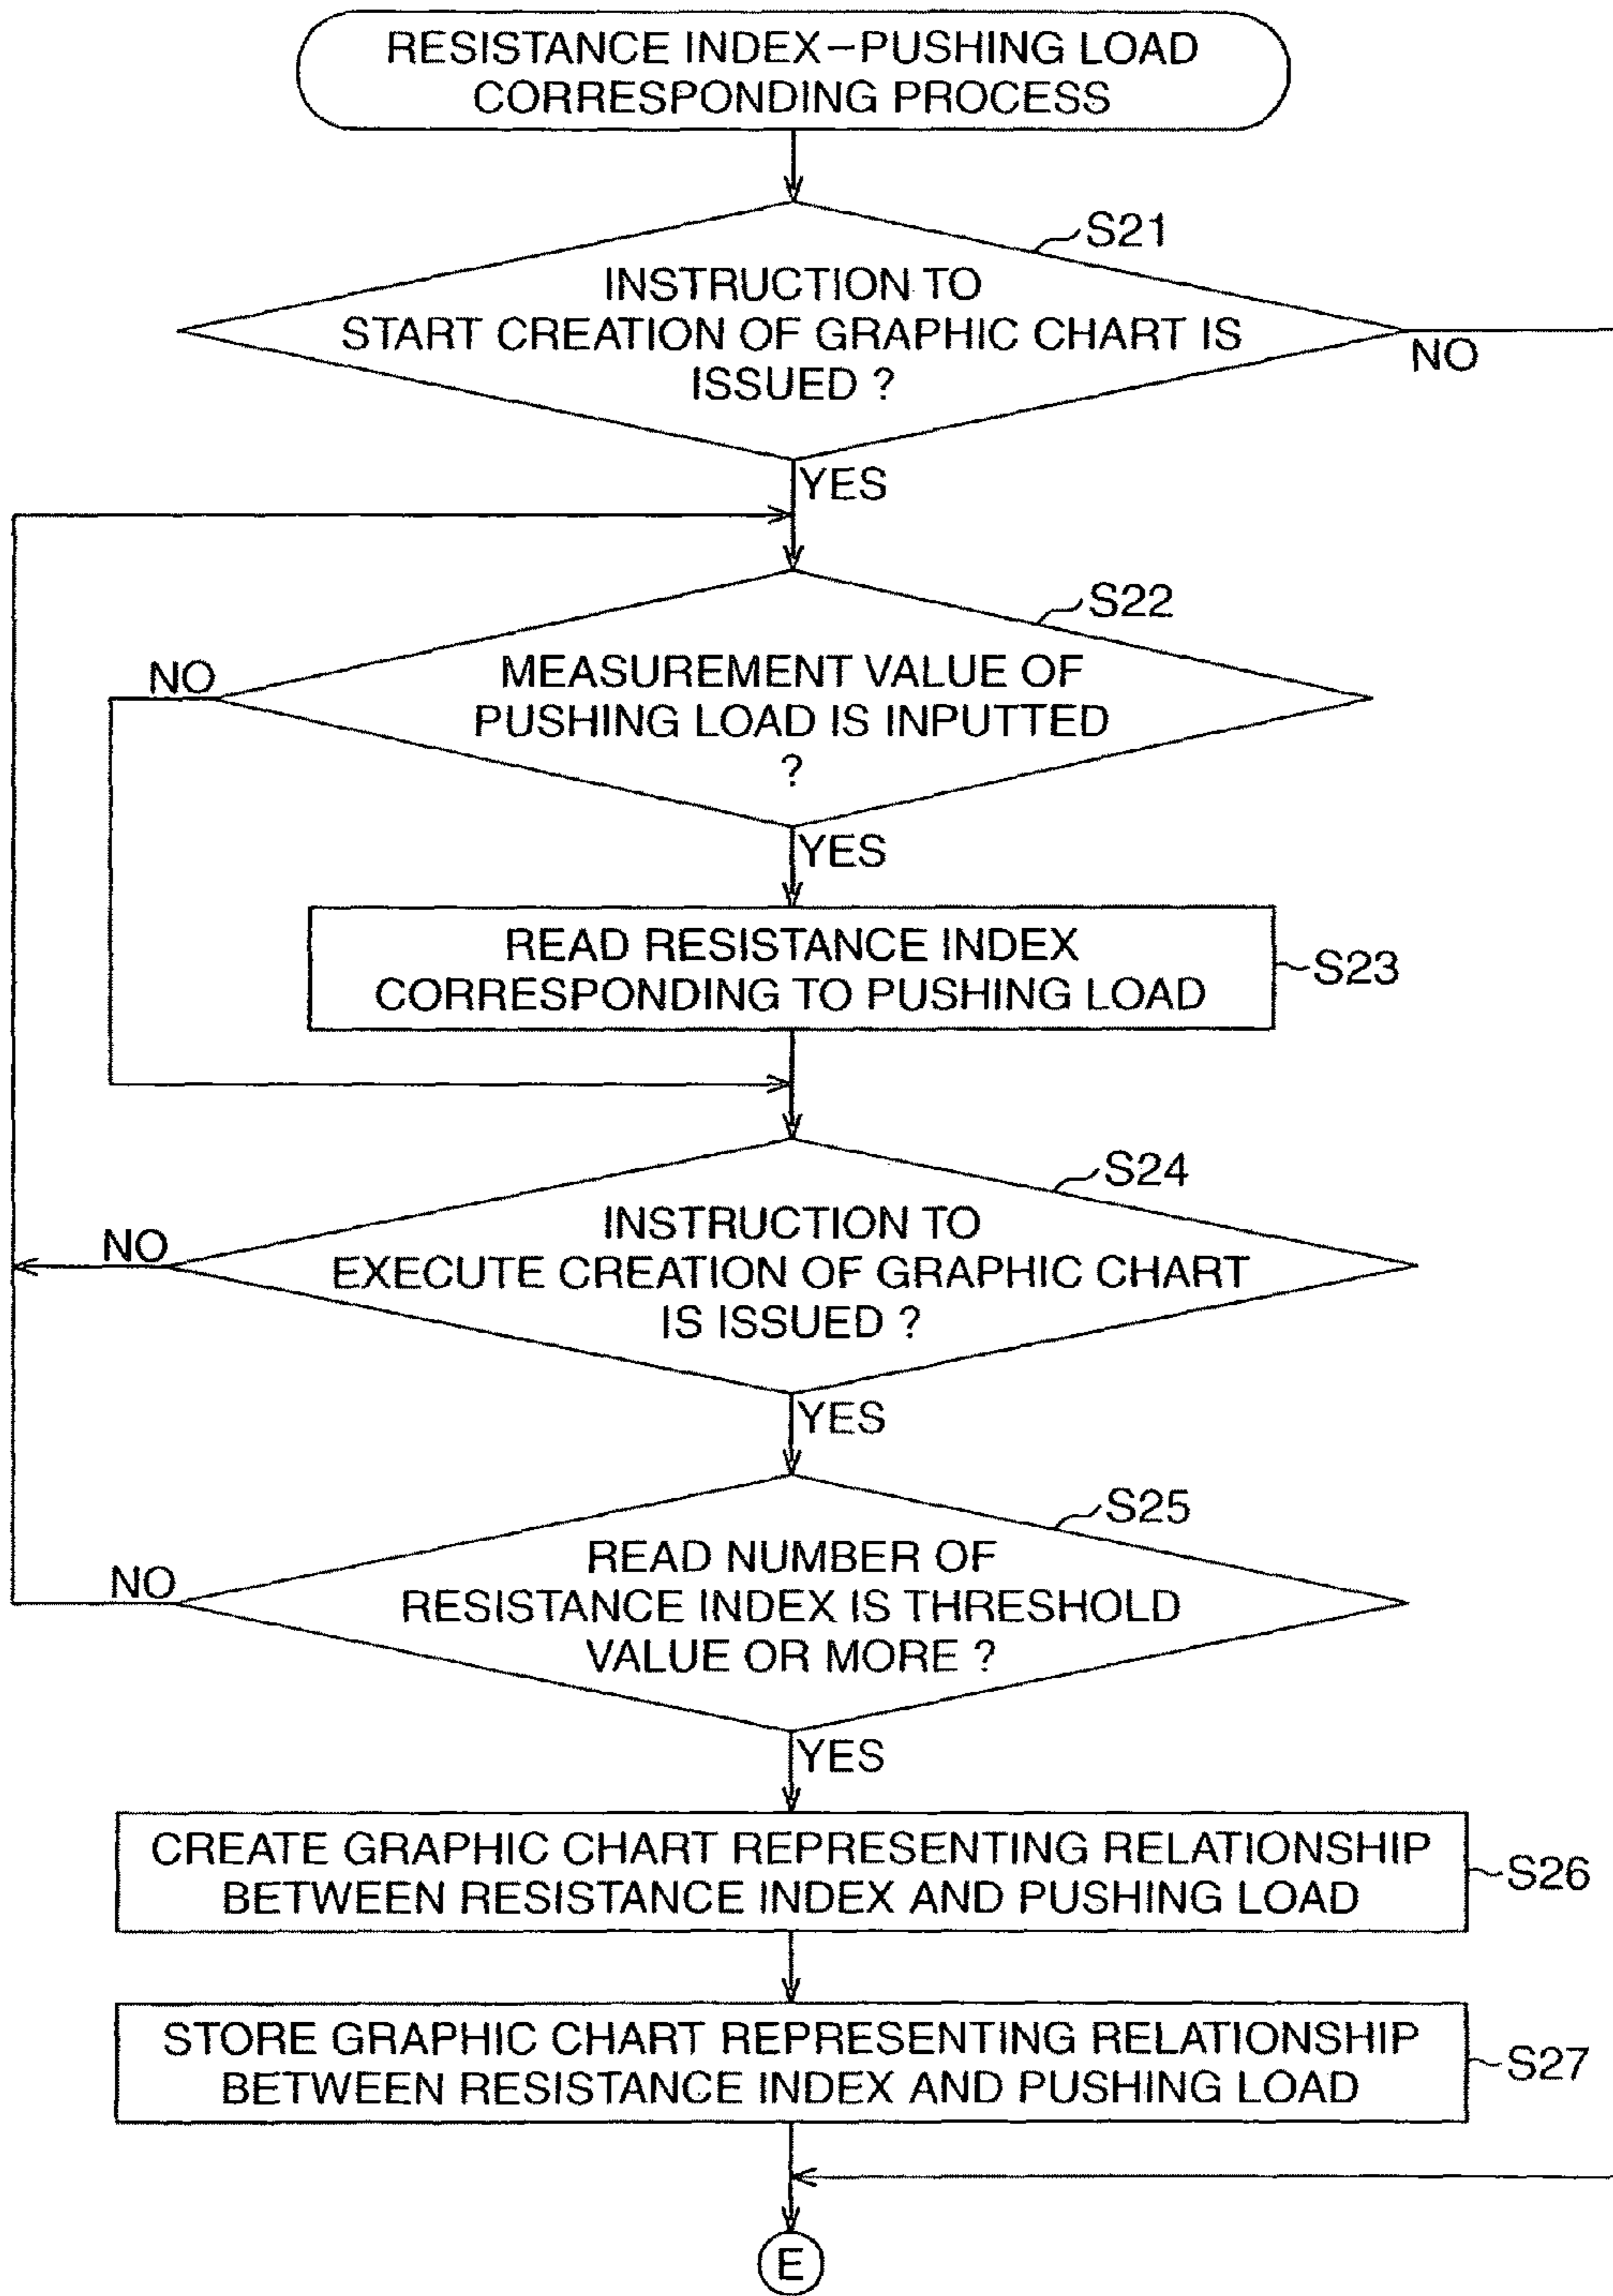 RESISTANCE INDEX-PUSHING LOAD
CORRESPONDING PROCESS
S21
INSTRUCTION TO
START CREATION OF GRAPHIC CHART IS
ISSUED ?
NO
YES
S22
NO
MEASUREMENT VALUE OF
PUSHING LOAD IS INPUTTED
?
YES
READ RESISTANCE INDEX
CORRESPONDING TO PUSHING LOAD
S23
S24
NO
INSTRUCTION TO
EXECUTE CREATION OF GRAPHIC CHART
IS ISSUED ?
YES
S25
NO
READ NUMBER OF
RESISTANCE INDEX IS THRESHOLD
VALUE OR MORE ?
YES
CREATE GRAPHIC CHART REPRESENTING RELATIONSHIP
BETWEEN RESISTANCE INDEX AND PUSHING LOAD
S26
STORE GRAPHIC CHART REPRESENTING RELATIONSHIP
BETWEEN RESISTANCE INDEX AND PUSHING LOAD
S27
E